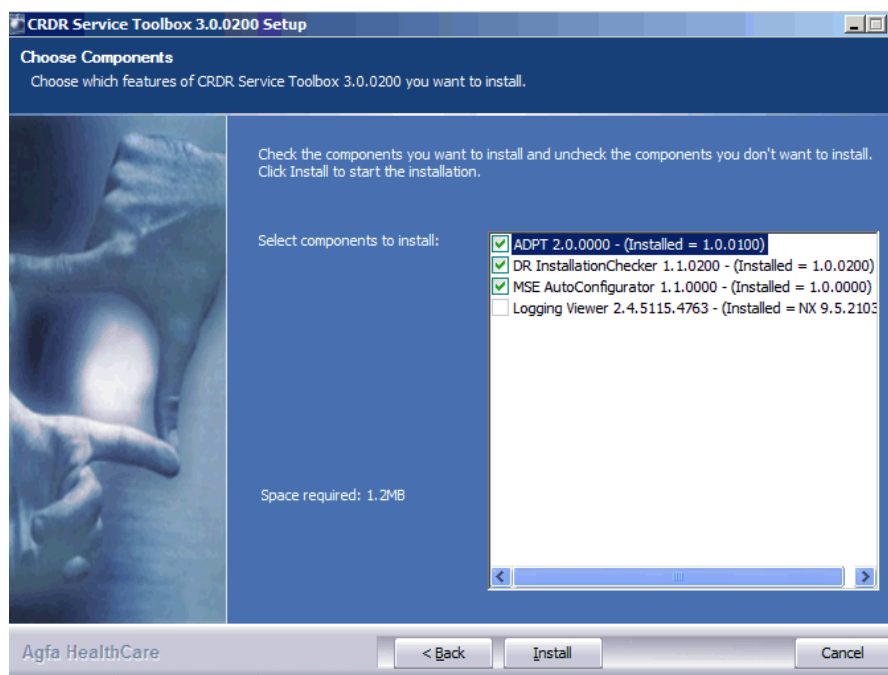 CRDR Service Toolbox 3.0.0200 Setup
Choose Components
Choose which features of CRDR Service Toolbox 3.0.0200 you want to install.
Check the components you want to install and uncheck the components you don't want to install.
Click Install to start the installation.
Select components to install:
ADPT 2.0.0000 - (Installed = 1.0.0100)
DR InstallationChecker 1.1.0200 - (Installed = 1.0.0200)
MSE AutoConfigurator 1.1.0000 - (Installed = 1.0.0000)
Logging Viewer 2.4.5115.4763 - (Installed = NX 9.5.2103
Space required: 1.2MB
Agfa HealthCare
< Back
Install
Cancel